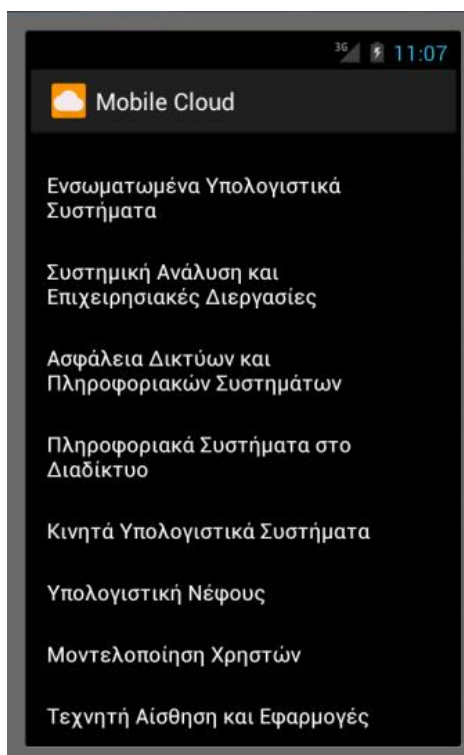 3G 11:07
Mobile Cloud
Ενσωματωμένα Υπολογιστικά
Συστήματα
Συστημική Ανάλυση και
Επιχειρησιακές Διεργασίες
Ασφάλεια Δικτύων και
Πληροφοριακών Συστημάτων
Πληροφοριακά Συστήματα στο
Διαδίκτυο
Κινητά Υπολογιστικά Συστήματα
Υπολογιστική Νέφους
Μοντελοποίηση Χρηστών
Τεχνητή Αίσθηση και Εφαρμογές